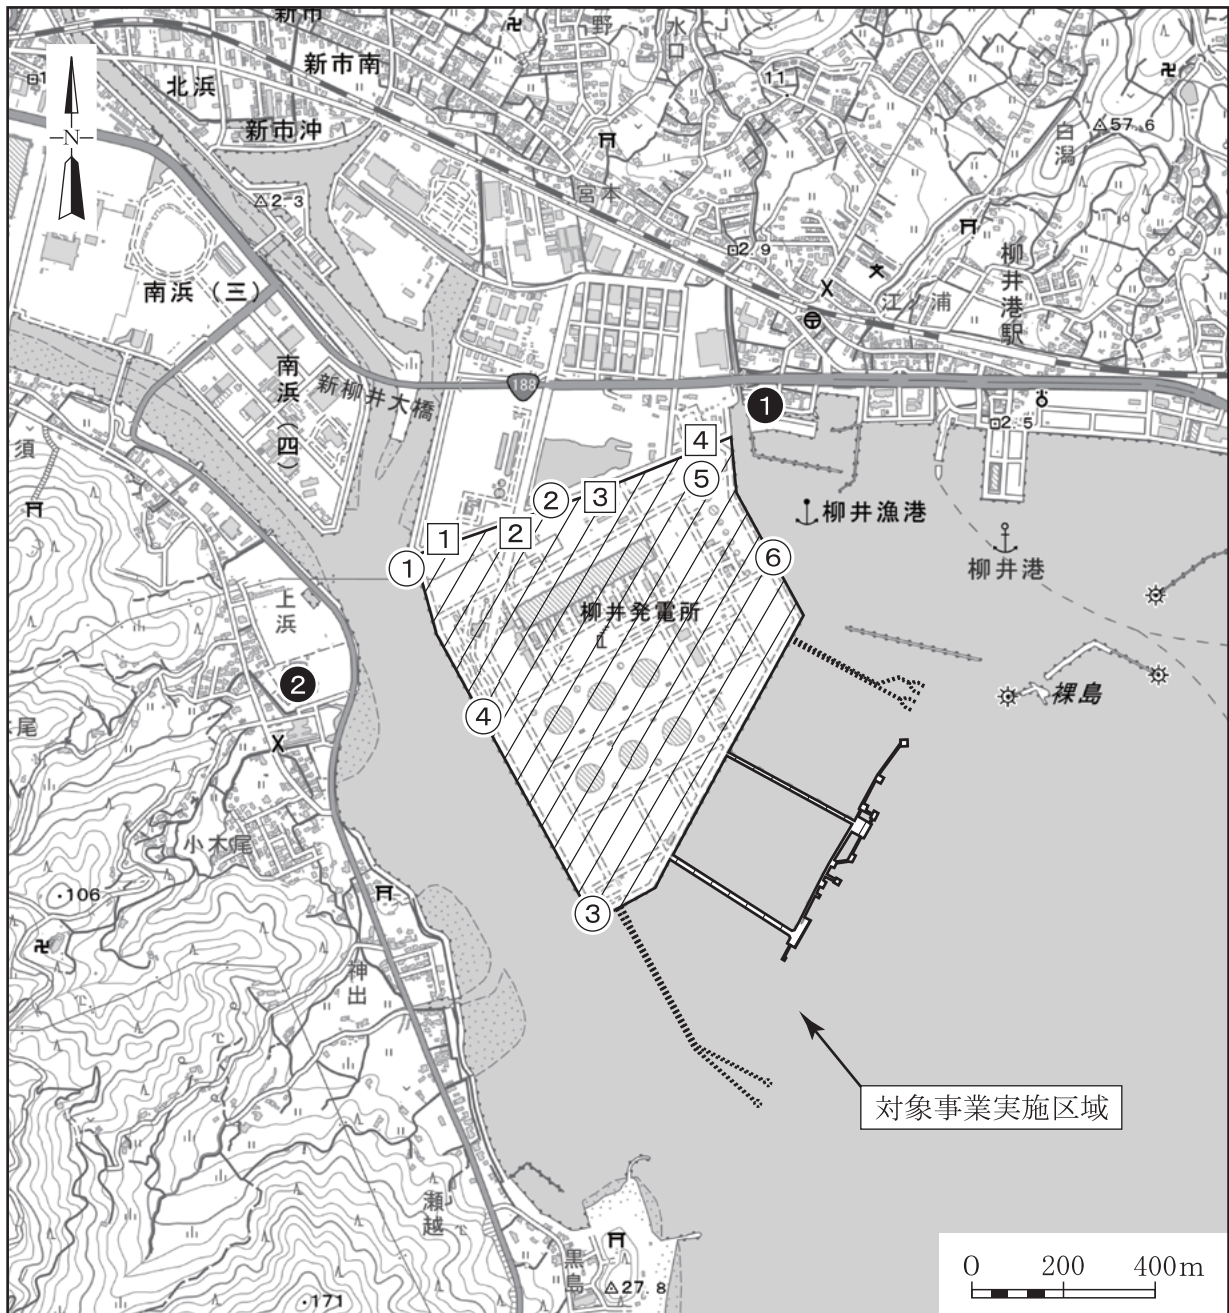 新市
野
水口
新市南
北浜
11
N
新市沖
白潟
57.6
宮本
2.3
2.9
南浜(三)
江ノ浦
柳井港駅
南浜(四)
新柳井大橋
188
❶
須
4
2.5
⑤
②
3
柳井漁港
1
2
⑥
①
柳井港
上浜
柳井発電所
❷
裸島
尾
④
小木尾
106
③
神出
対象事業実施区域
瀬越
黒島
27.8
171
0 200 400m